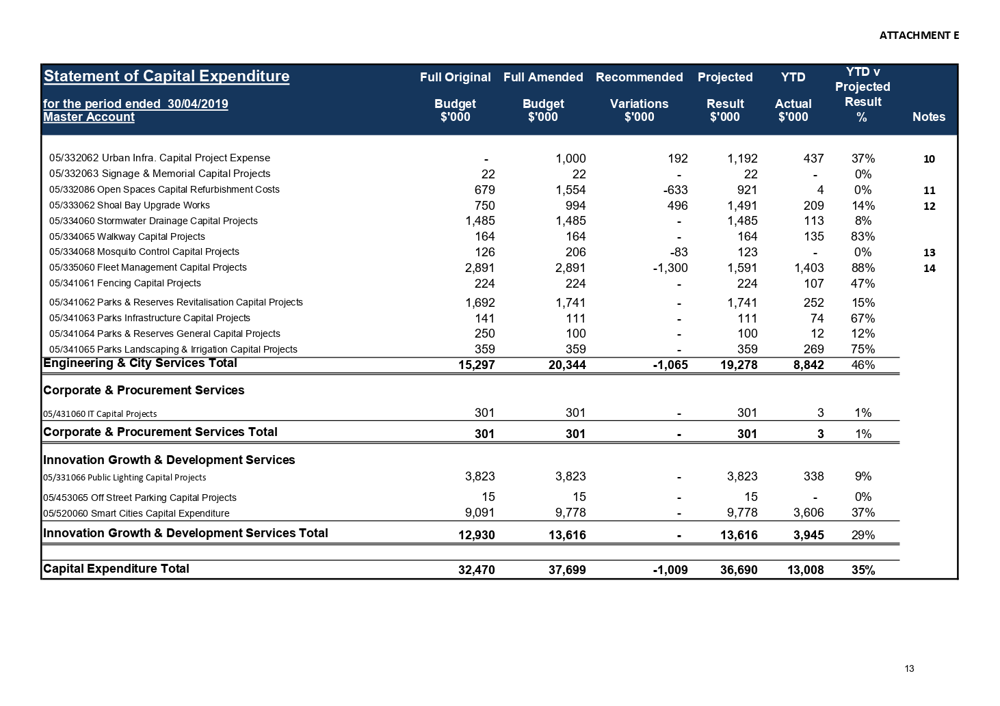 ATTACHMENT E
Statement of Capital Expenditure Full Original Full Amended Recommended Projected YTD YTD v Projected Result
for the period ended 30/04/2019 Budget Budget Variations Result Actual
Master Account $'000 $'000 $'000 $'000 $'000 % Notes
05/332062 Urban Infra. Capital Project Expense - 1,000 192 1,192 437 37% 10
05/332063 Signage & Memorial Capital Projects 22 22 - 22 - 0%
05/332086 Open Spaces Capital Refurbishment Costs 679 1,554 -633 921 4 0% 11
05/333062 Shoal Bay Upgrade Works 750 994 496 1,491 209 14% 12
05/334060 Stormwater Drainage Capital Projects 1,485 1,485 - 1,485 113 8%
05/334065 Walkway Capital Projects 164 164 - 164 135 83%
05/334068 Mosquito Control Capital Projects 126 206 -83 123 - 0% 13
05/335060 Fleet Management Capital Projects 2,891 2,891 -1,300 1,591 1,403 88% 14
05/341061 Fencing Capital Projects 224 224 - 224 107 47%
05/341062 Parks & Reserves Revitalisation Capital Projects 1,692 1,741 - 1,741 252 15%
05/341063 Parks Infrastructure Capital Projects 141 111 - 111 74 67%
05/341064 Parks & Reserves General Capital Projects 250 100 - 100 12 12%
05/341065 Parks Landscaping & Irrigation Capital Projects 359 359 - 359 269 75%
Engineering & City Services Total 15,297 20,344 -1,065 19,278 8,842 46%
Corporate & Procurement Services
05/431060 IT Capital Projects 301 301 - 301 3 1%
Corporate & Procurement Services Total 301 301 - 301 3 1%
Innovation Growth & Development Services
05/331066 Public Lighting Capital Projects 3,823 3,823 - 3,823 338 9%
05/453065 Off Street Parking Capital Projects 15 15 - 15 - 0%
05/520060 Smart Cities Capital Expenditure 9,091 9,778 - 9,778 3,606 37%
Innovation Growth & Development Services Total 12,930 13,616 - 13,616 3,945 29%
Capital Expenditure Total 32,470 37,699 -1,009 36,690 13,008 35%
13